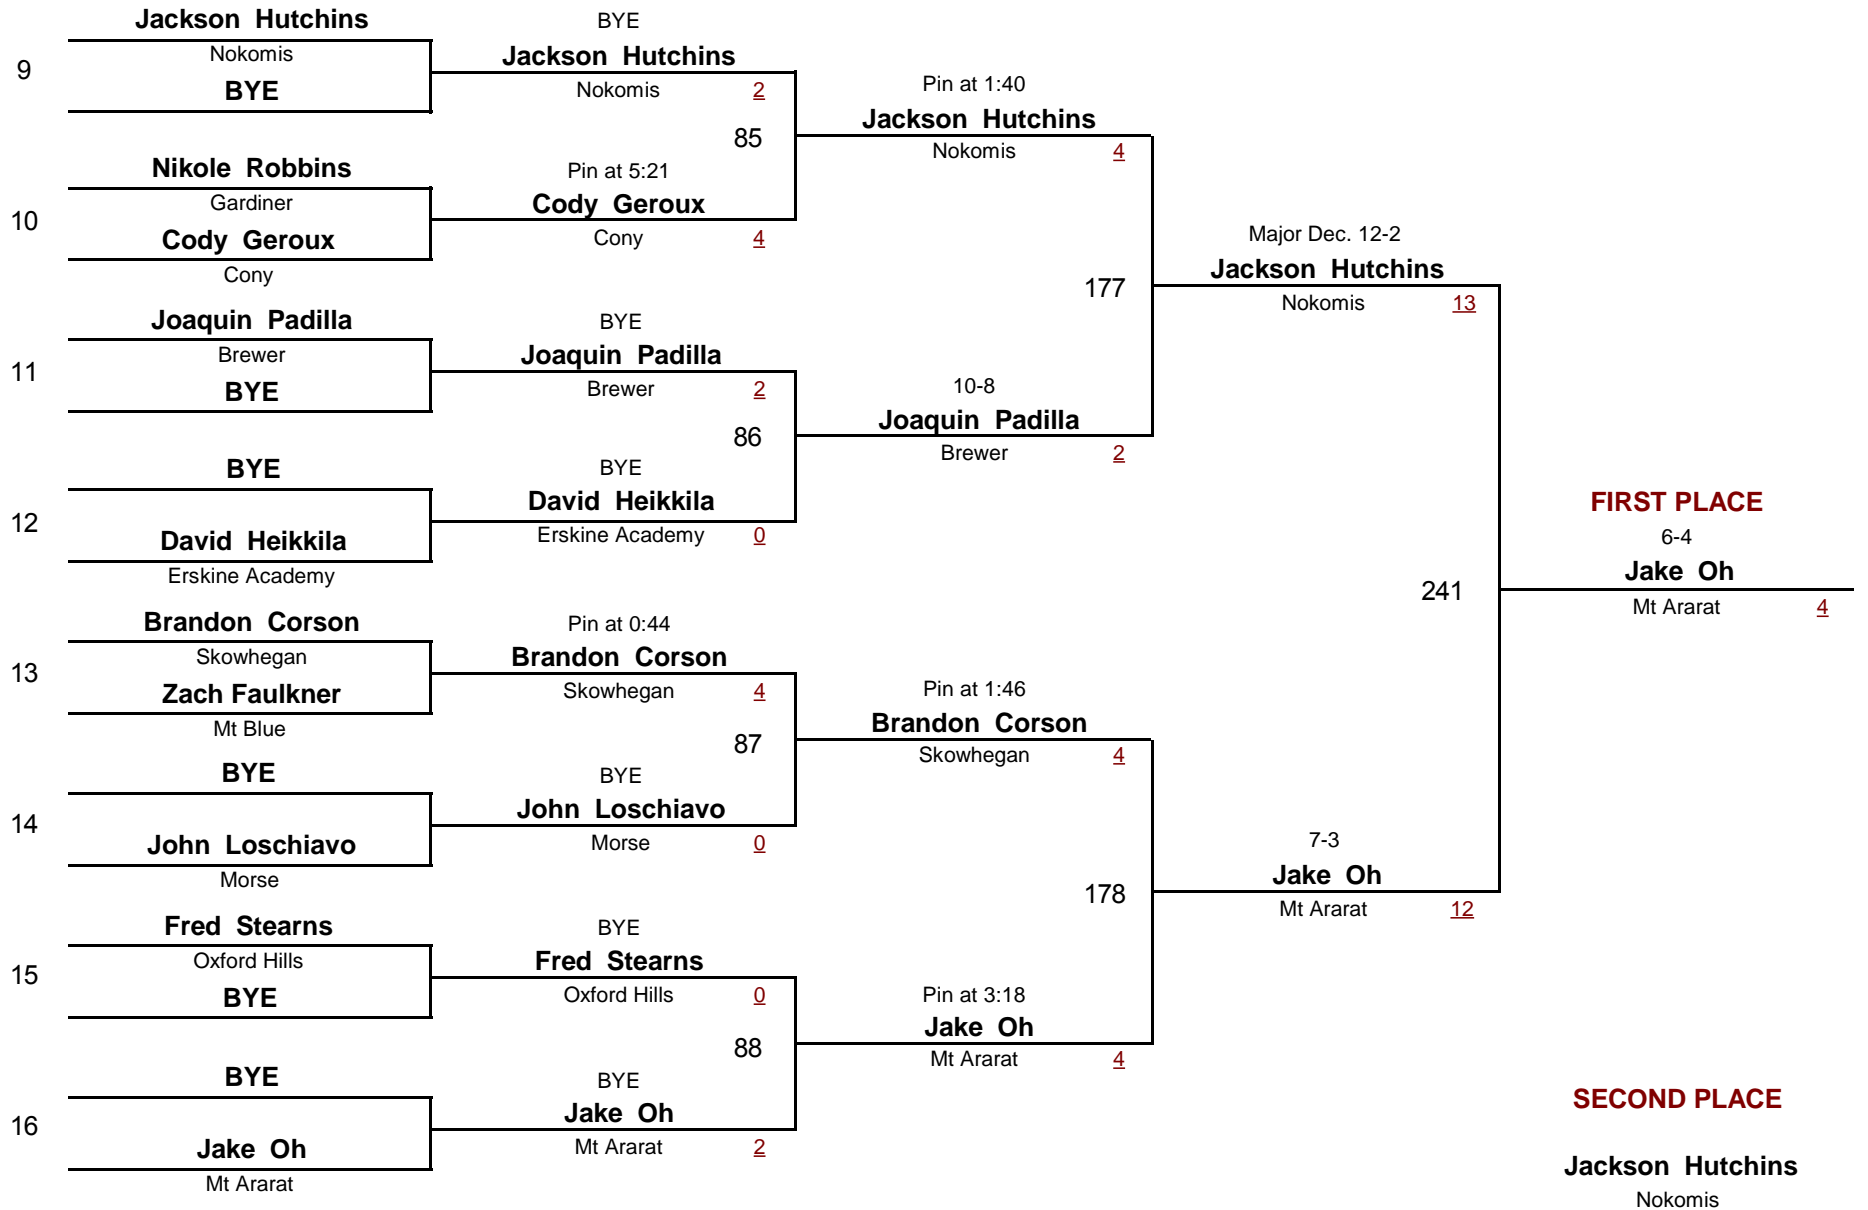 Jackson Hutchins
9
Nokomis
BYE
Nikole Robbins
10
Gardiner
Cody Geroux
Cony
Joaquin Padilla
11
Brewer
BYE
BYE
12
David Heikkila
Erskine Academy
Brandon Corson
13
Skowhegan
Zach Faulkner
Mt Blue
BYE
14
John Loschiavo
Morse
Fred Stearns
15
Oxford Hills
BYE
BYE
16
Jake Oh
Mt Ararat
BYE
Jackson Hutchins
Nokomis 2
85
Pin at 5:21
Cody Geroux
Cony 4
BYE
Joaquin Padilla
Brewer 2
86
BYE
David Heikkila
Erskine Academy 0
Pin at 0:44
Brandon Corson
Skowhegan 4
87
BYE
John Loschiavo
Morse 0
BYE
Fred Stearns
Oxford Hills 0
88
BYE
Jake Oh
Mt Ararat 2
Pin at 1:40
Jackson Hutchins
Nokomis 4
177
10-8
Joaquin Padilla
Brewer 2
Pin at 1:46
Brandon Corson
Skowhegan 4
178
Pin at 3:18
Jake Oh
Mt Ararat 4
Major Dec. 12-2
Jackson Hutchins
Nokomis 13
241
7-3
Jake Oh
Mt Ararat 12
FIRST PLACE
6-4
Jake Oh
Mt Ararat 4
SECOND PLACE
Jackson Hutchins
Nokomis